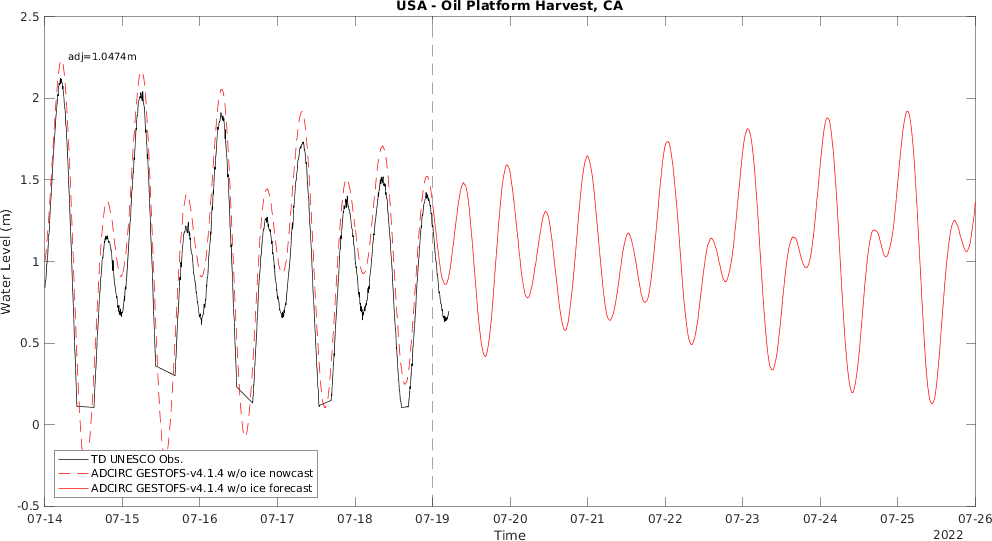 USA - Oil Platform Harvest, CA
adj=1.0474m
Water Level (m)
2.5
2
1.5
1
0.5
0
-0.5
TD UNESCO Obs.
ADCIRC GESTOFS-v4.1.4 w/o ice nowcast
ADCIRC GESTOFS-v4.1.4 w/o ice forecast
07-14 07-15 07-16 07-17 07-18 07-19 07-20 07-21 07-22 07-23 07-24 07-25 07-26
Time
2022